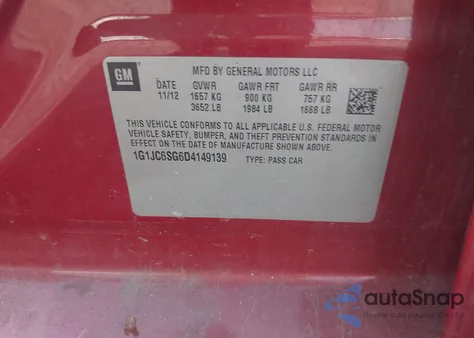 GM
MFD BY GENERAL MOTORS LLC
DATE GVWR GAWR FRT GAWR RR
11/12 1657 KG 900 KG 757 KG
3652 LB 1984 LB 1668 LB
THIS VEHICLE CONFORMS TO ALL APPLICABLE U.S. FEDERAL MOTOR
VEHICLE SAFETY, BUMPER, AND THEFT PREVENTION STANDARDS
IN EFFECT ON THE DATE OF MANUFACTURE SHOWN ABOVE.
1G1JC6SG6D4149139 TYPE: PASS CAR
autaSnap